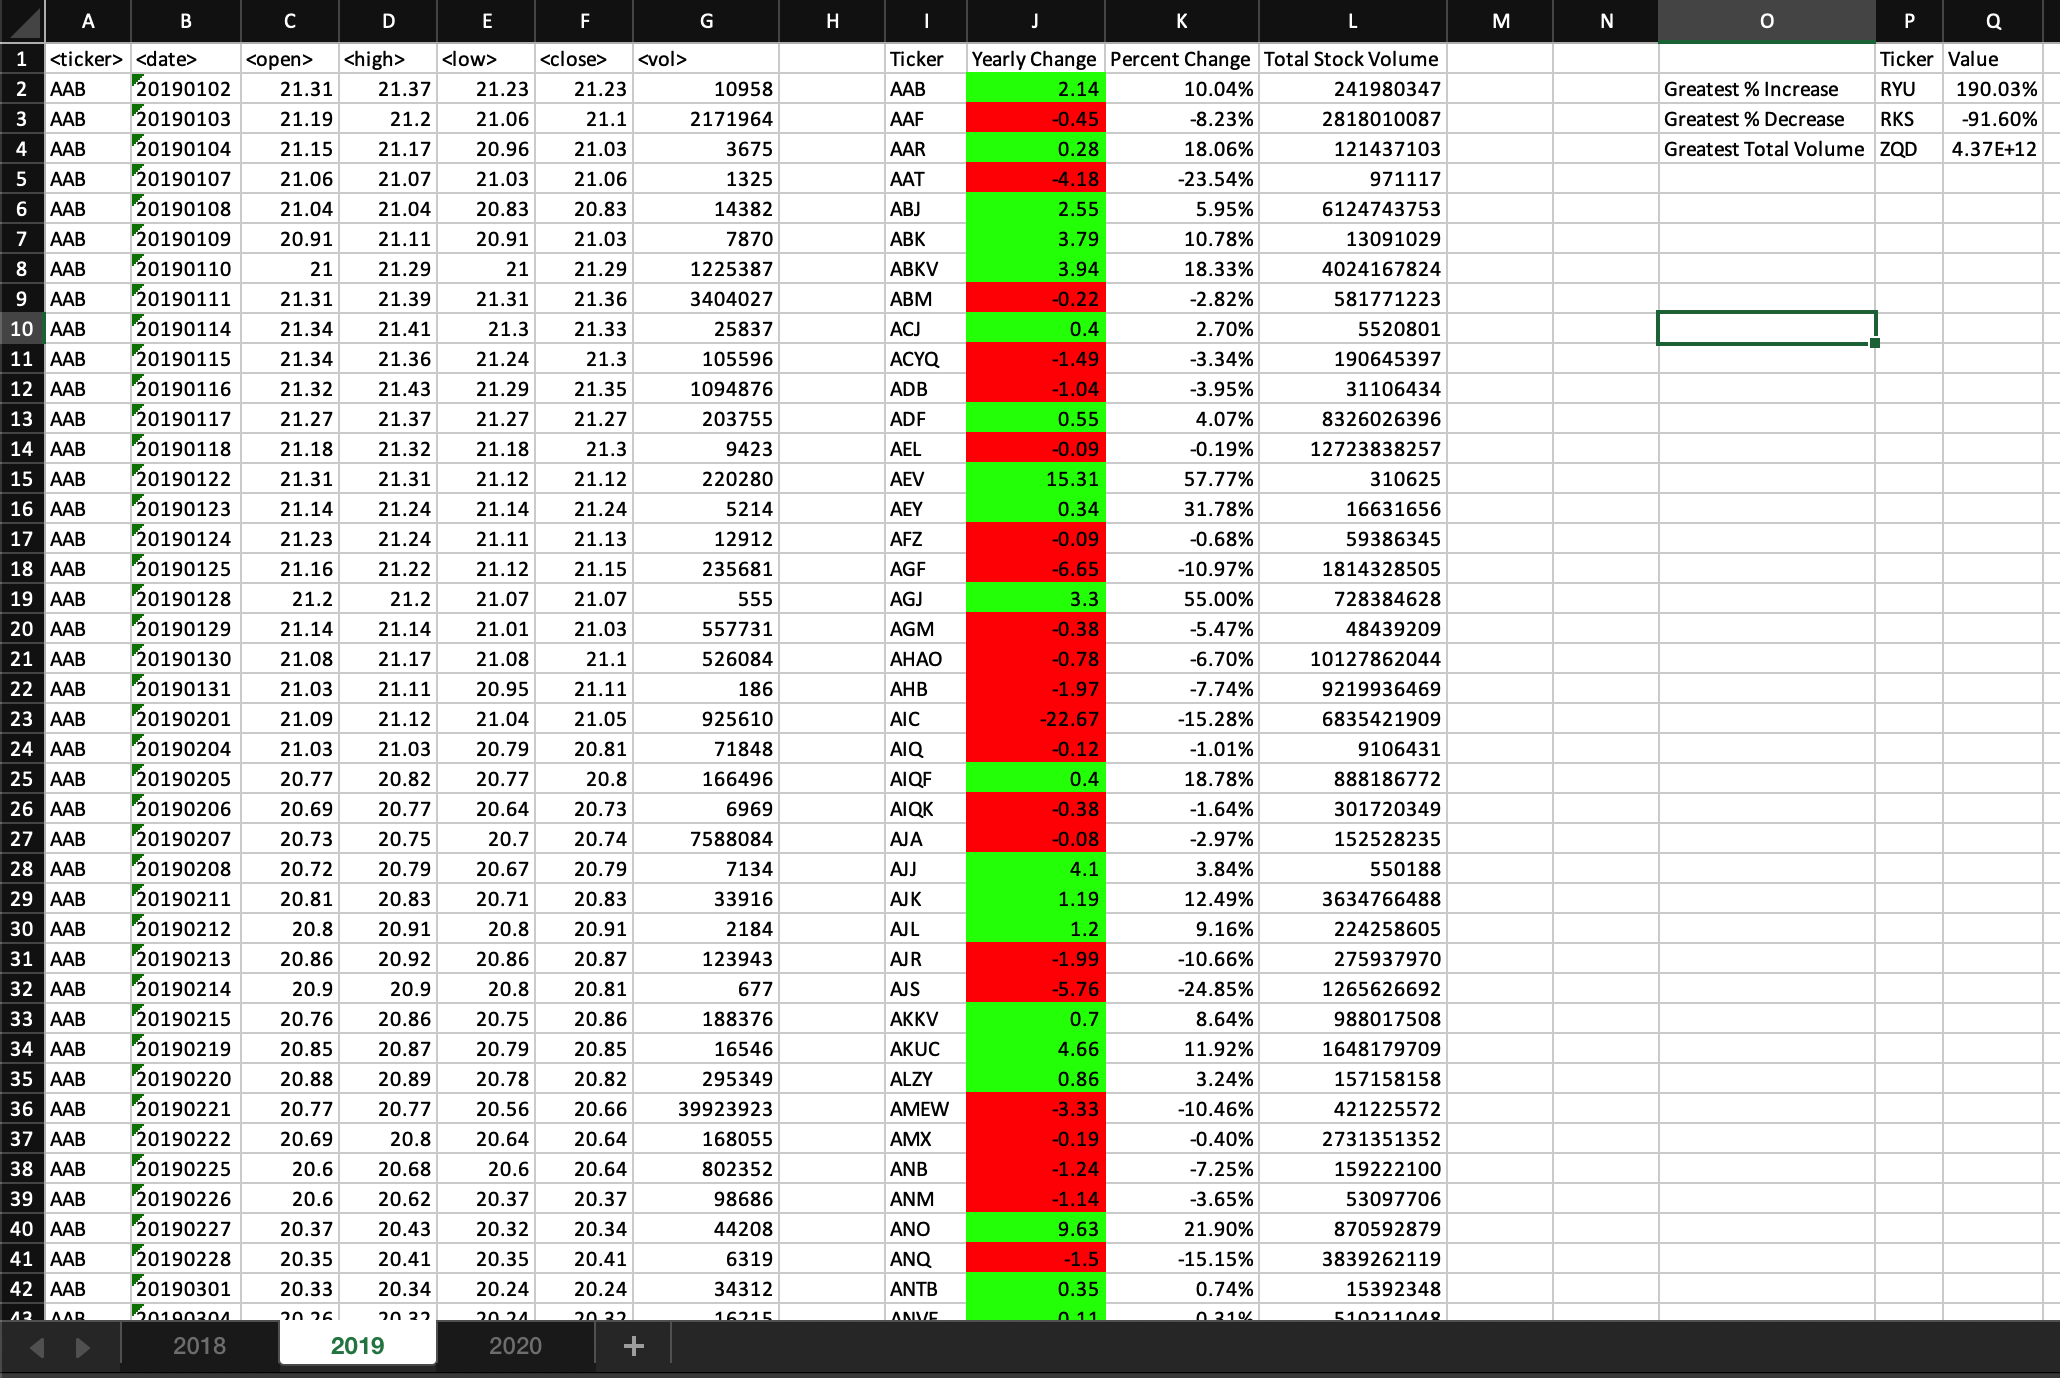 A B C D E F G H I J K L M N O P Q
1 <ticker> <date> <open> <high> <low> <close> <vol> Ticker Yearly Change Percent Change Total Stock Volume Ticker Value
2 AAB 20190102 21.31 21.37 21.23 21.23 10958 AAB 2.14 10.04% 241980347 Greatest % Increase RYU 190.03%
3 AAB 20190103 21.19 21.2 21.06 21.1 2171964 AAF -0.45 -8.23% 2818010087 Greatest % Decrease RKS -91.60%
4 AAB 20190104 21.15 21.17 20.96 21.03 3675 AAR 0.28 18.06% 121437103 Greatest Total Volume ZQD 4.37E+12
5 AAB 20190107 21.06 21.07 21.03 21.06 1325 AAT -4.18 -23.54% 971117
6 AAB 20190108 21.04 21.04 20.83 20.83 14382 ABJ 2.55 5.95% 6124743753
7 AAB 20190109 20.91 21.11 20.91 21.03 7870 ABK 3.79 10.78% 13091029
8 AAB 20190110 21 21.29 21 21.29 1225387 ABKV 3.94 18.33% 4024167824
9 AAB 20190111 21.31 21.39 21.31 21.36 3404027 ABM -0.22 -2.82% 581771223
10 AAB 20190114 21.34 21.41 21.3 21.33 25837 ACJ 0.4 2.70% 5520801
11 AAB 20190115 21.34 21.36 21.24 21.3 105596 ACYQ -1.49 -3.34% 190645397
12 AAB 20190116 21.32 21.43 21.29 21.35 1094876 ADB -1.04 -3.95% 31106434
13 AAB 20190117 21.27 21.37 21.27 21.27 203755 ADF 0.55 4.07% 8326026396
14 AAB 20190118 21.18 21.32 21.18 21.3 9423 AEL -0.09 -0.19% 12723838257
15 AAB 20190122 21.31 21.31 21.12 21.12 220280 AEV 15.31 57.77% 310625
16 AAB 20190123 21.14 21.24 21.14 21.24 5214 AEY 0.34 31.78% 16631656
17 AAB 20190124 21.23 21.24 21.11 21.13 12912 AFZ -0.09 -0.68% 59386345
18 AAB 20190125 21.16 21.22 21.12 21.15 235681 AGF -6.65 -10.97% 1814328505
19 AAB 20190128 21.2 21.2 21.07 21.07 555 AGJ 3.3 55.00% 728384628
20 AAB 20190129 21.14 21.14 21.01 21.03 557731 AGM -0.38 -5.47% 48439209
21 AAB 20190130 21.08 21.17 21.08 21.1 526084 AHAO -0.78 -6.70% 10127862044
22 AAB 20190131 21.03 21.11 20.95 21.11 186 AHB -1.97 -7.74% 9219936469
23 AAB 20190201 21.09 21.12 21.04 21.05 925610 AIC -22.67 -15.28% 6835421909
24 AAB 20190204 21.03 21.03 20.79 20.81 71848 AIQ -0.12 -1.01% 9106431
25 AAB 20190205 20.77 20.82 20.77 20.8 166496 AIQF 0.4 18.78% 888186772
26 AAB 20190206 20.69 20.77 20.64 20.73 6969 AIQK -0.38 -1.64% 301720349
27 AAB 20190207 20.73 20.75 20.7 20.74 7588084 AJA -0.08 -2.97% 152528235
28 AAB 20190208 20.72 20.79 20.67 20.79 7134 AJJ 4.1 3.84% 550188
29 AAB 20190211 20.81 20.83 20.71 20.83 33916 AJK 1.19 12.49% 3634766488
30 AAB 20190212 20.8 20.91 20.8 20.91 2184 AJL 1.2 9.16% 224258605
31 AAB 20190213 20.86 20.92 20.86 20.87 123943 AJR -1.99 -10.66% 275937970
32 AAB 20190214 20.9 20.9 20.8 20.81 677 AJS -5.76 -24.85% 1265626692
33 AAB 20190215 20.76 20.86 20.75 20.86 188376 AKKV 0.7 8.64% 988017508
34 AAB 20190219 20.85 20.87 20.79 20.85 16546 AKUC 4.66 11.92% 1648179709
35 AAB 20190220 20.88 20.89 20.78 20.82 295349 ALZY 0.86 3.24% 157158158
36 AAB 20190221 20.77 20.77 20.56 20.66 39923923 AMEW -3.33 -10.46% 421225572
37 AAB 20190222 20.69 20.8 20.64 20.64 168055 AMX -0.19 -0.40% 2731351352
38 AAB 20190225 20.6 20.68 20.6 20.64 802352 ANB -1.24 -7.25% 159222100
39 AAB 20190226 20.6 20.62 20.37 20.37 98686 ANM -1.14 -3.65% 53097706
40 AAB 20190227 20.37 20.43 20.32 20.34 44208 ANO 9.63 21.90% 870592879
41 AAB 20190228 20.35 20.41 20.35 20.41 6319 ANQ -1.5 -15.15% 3839262119
42 AAB 20190301 20.33 20.34 20.24 20.24 34312 ANTB 0.35 0.74% 15392348
43 AAB 20190304 20.26 20.32 20.24 20.32 16215 0.11 0.31% 510211048
2018 2019 2020 +